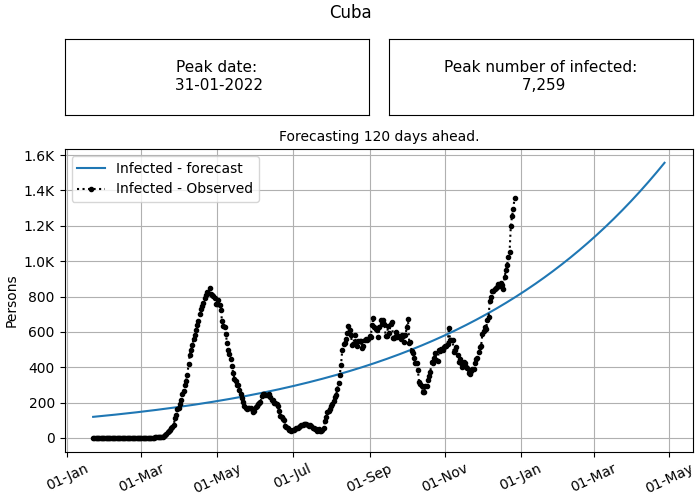 Cuba
Peak date:
31-01-2022
Peak number of infected:
7,259
Forecasting 120 days ahead.
1.6K
1.4K
1.2K
1.0K
800
600
400
200
0
Persons
Infected - forecast
Infected - Observed
01-Jan
01-Mar
01-May
01-Jul
01-Sep
01-Nov
01-Jan
01-Mar
01-May